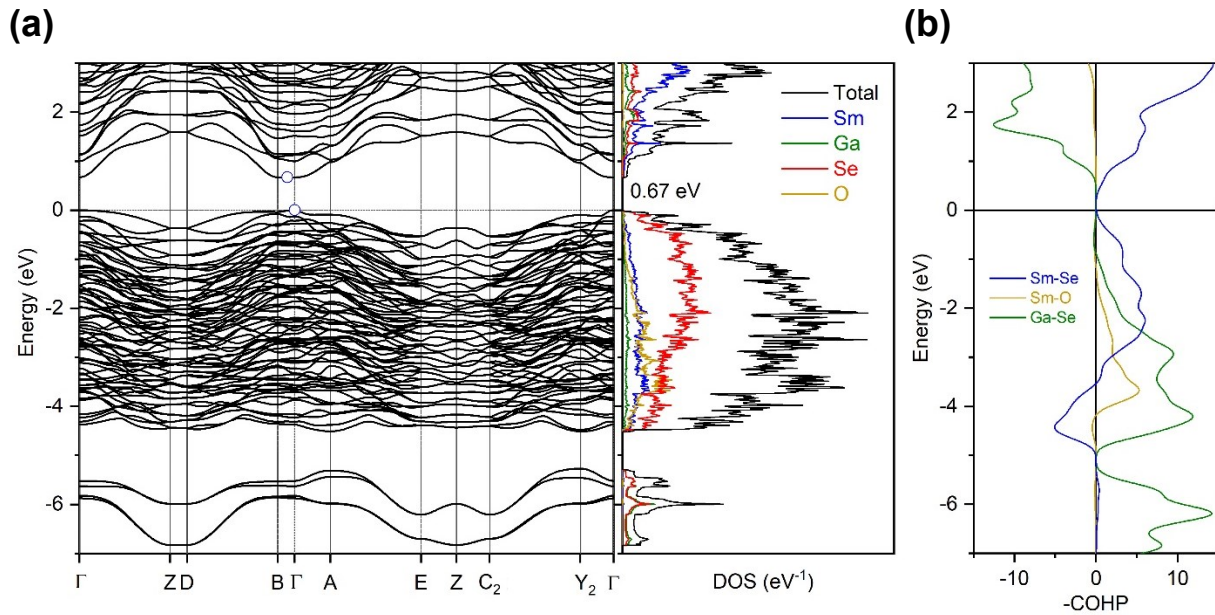 (a)
Energy (eV)
2
0
-2
-4
-6
Γ
Z
D
B
Γ
A
E
Z
C2
Y2
Γ
Total
Sm
Ga
Se
O
0.67 eV
DOS (eV-1)
(b)
Energy (eV)
2
0
-2
-4
-6
Sm-Se
Sm-O
Ga-Se
-10
0
10
-COHP